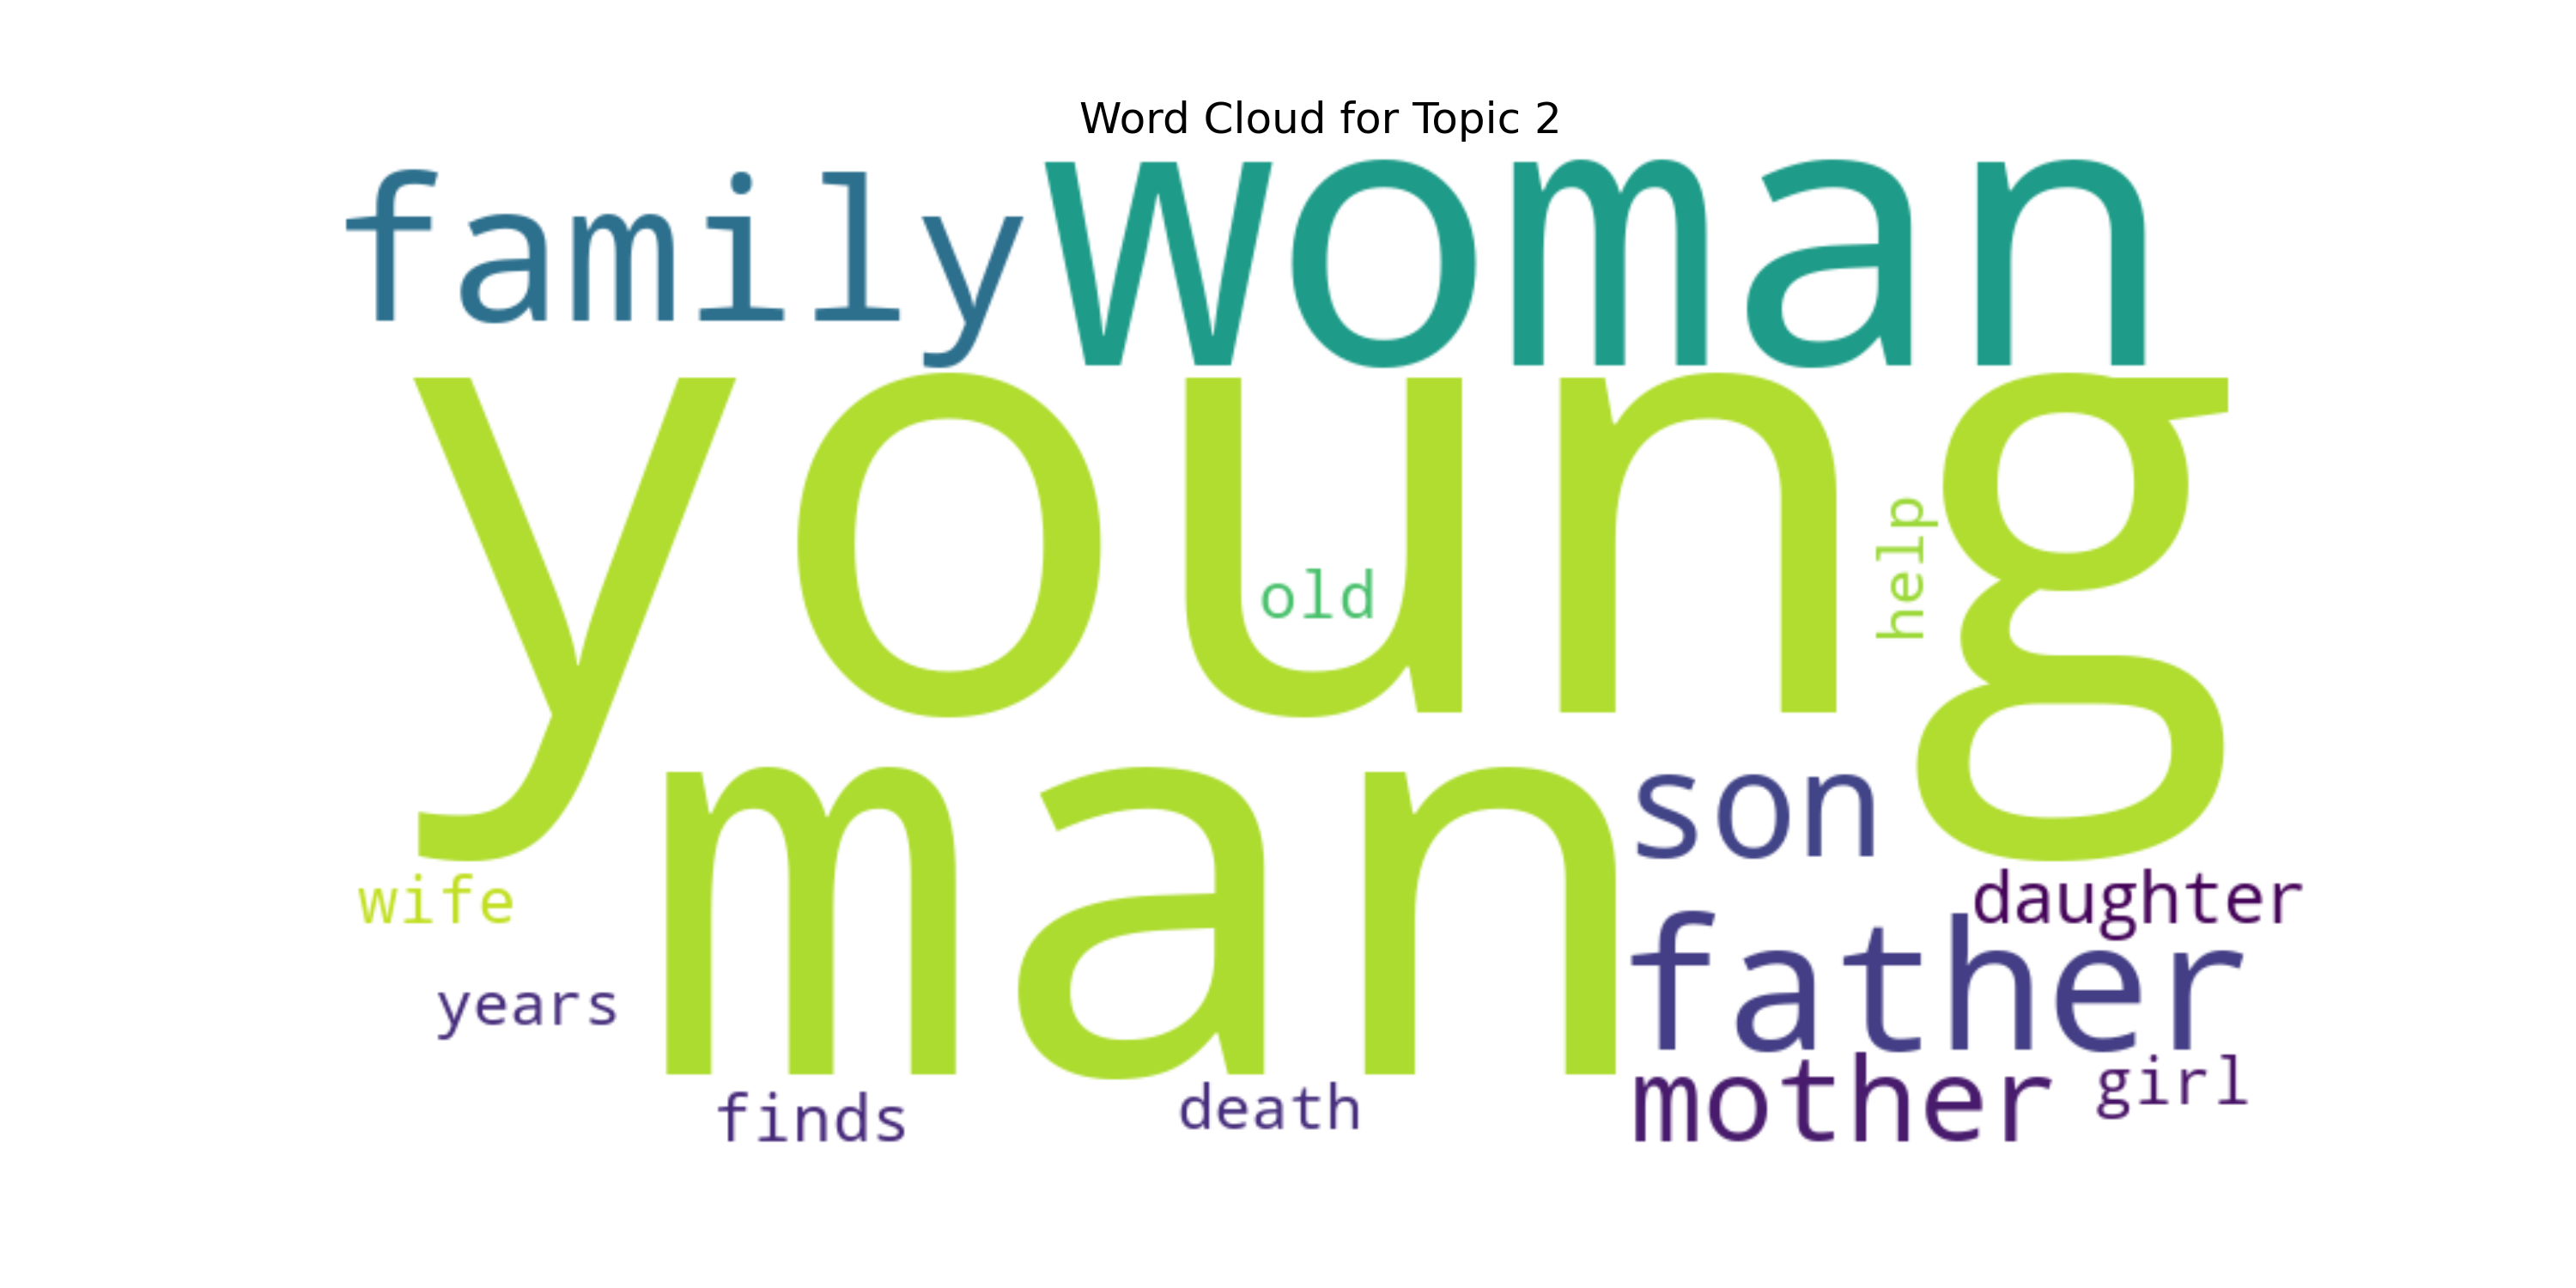 Word Cloud for Topic 2
family woman
young
old
help
man
son
wife
daughter
father
years
mother
girl
finds
death